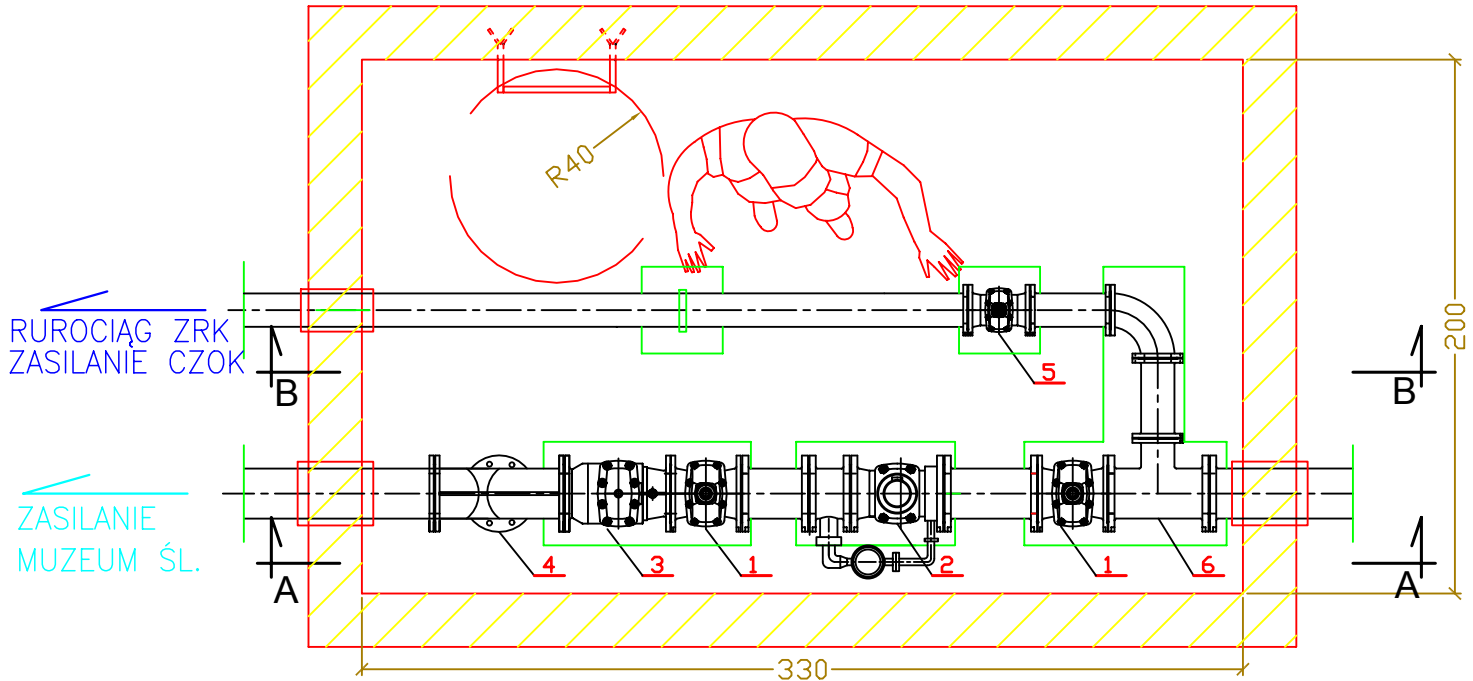 R40
RUROCIĄG ZRK
ZASILANIE CZOK
B
5
B
200
ZASILANIE
MUZEUM ŚL.
A
4
3
1
2
1
6
A
330